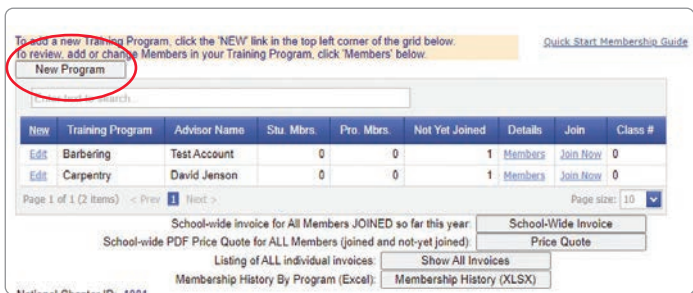 To add a new Training Program, click the 'NEW' link in the top left corner of the grid below.
Quick Start Membership Guide
To review, add or change Members in your Training Program, click 'Members' below.
New Program
Enter text to search...
New Training Program Advisor Name Stu. Mbrs. Pro. Mbrs. Not Yet Joined Details Join Class #
Edit Barbering Test Account 0 0 1 Members Join Now 0
Edit Carpentry David Jenson 0 0 1 Members Join Now 0
Page 1 of 1 (2 items) < Prev 1 Next > Page size: 10
School-wide invoice for All Members JOINED so far this year: School-Wide Invoice
School-wide PDF Price Quote for ALL Members (joined and not-yet joined): Price Quote
Listing of ALL individual invoices: Show All Invoices
Membership History By Program (Excel): Membership History (XLSX)
National Chapter ID: